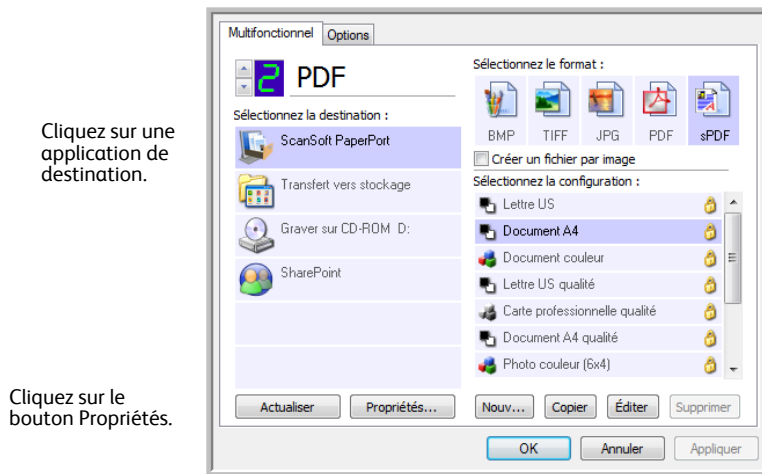 Multifonctionnel Options
2 PDF
Sélectionnez la destination :
ScanSoft PaperPort
Transfert vers stockage
Graver sur CD-ROM D:
SharePoint
Actualiser Propriétés...
Sélectionnez le format :
BMP TIFF JPG PDF sPDF
Créer un fichier par image
Sélectionnez la configuration :
Lettre US
Document A4
Document couleur
Lettre US qualité
Carte professionnelle qualité
Document A4 qualité
Photo couleur (6x4)
Nouv... Copier Éditer Supprimer
OK Annuler Appliquer
Cliquez sur une
application de
destination.
Cliquez sur le
bouton Propriétés.